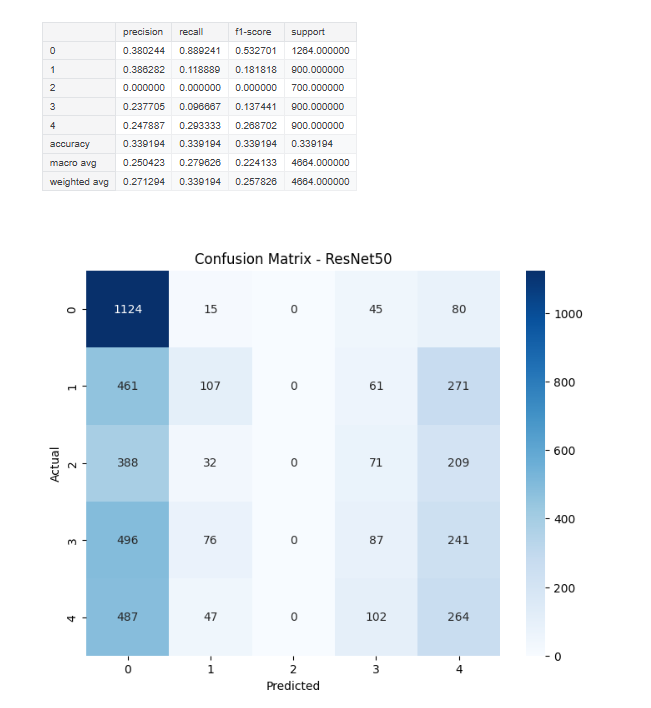 precision recall f1-score support
0 0.380244 0.889241 0.532701 1264.000000
1 0.386282 0.118889 0.181818 900.000000
2 0.000000 0.000000 0.000000 700.000000
3 0.237705 0.096667 0.137441 900.000000
4 0.247887 0.293333 0.268702 900.000000
accuracy 0.339194 0.339194 0.339194 0.339194
macro avg 0.250423 0.279626 0.224133 4664.000000
weighted avg 0.271294 0.339194 0.257826 4664.000000
Confusion Matrix - ResNet50
0 1124 15 0 45 80
1 461 107 0 61 271
2 388 32 0 71 209
3 496 76 0 87 241
4 487 47 0 102 264
0 1 2 3 4
Predicted
Actual
1000
800
600
400
200
0